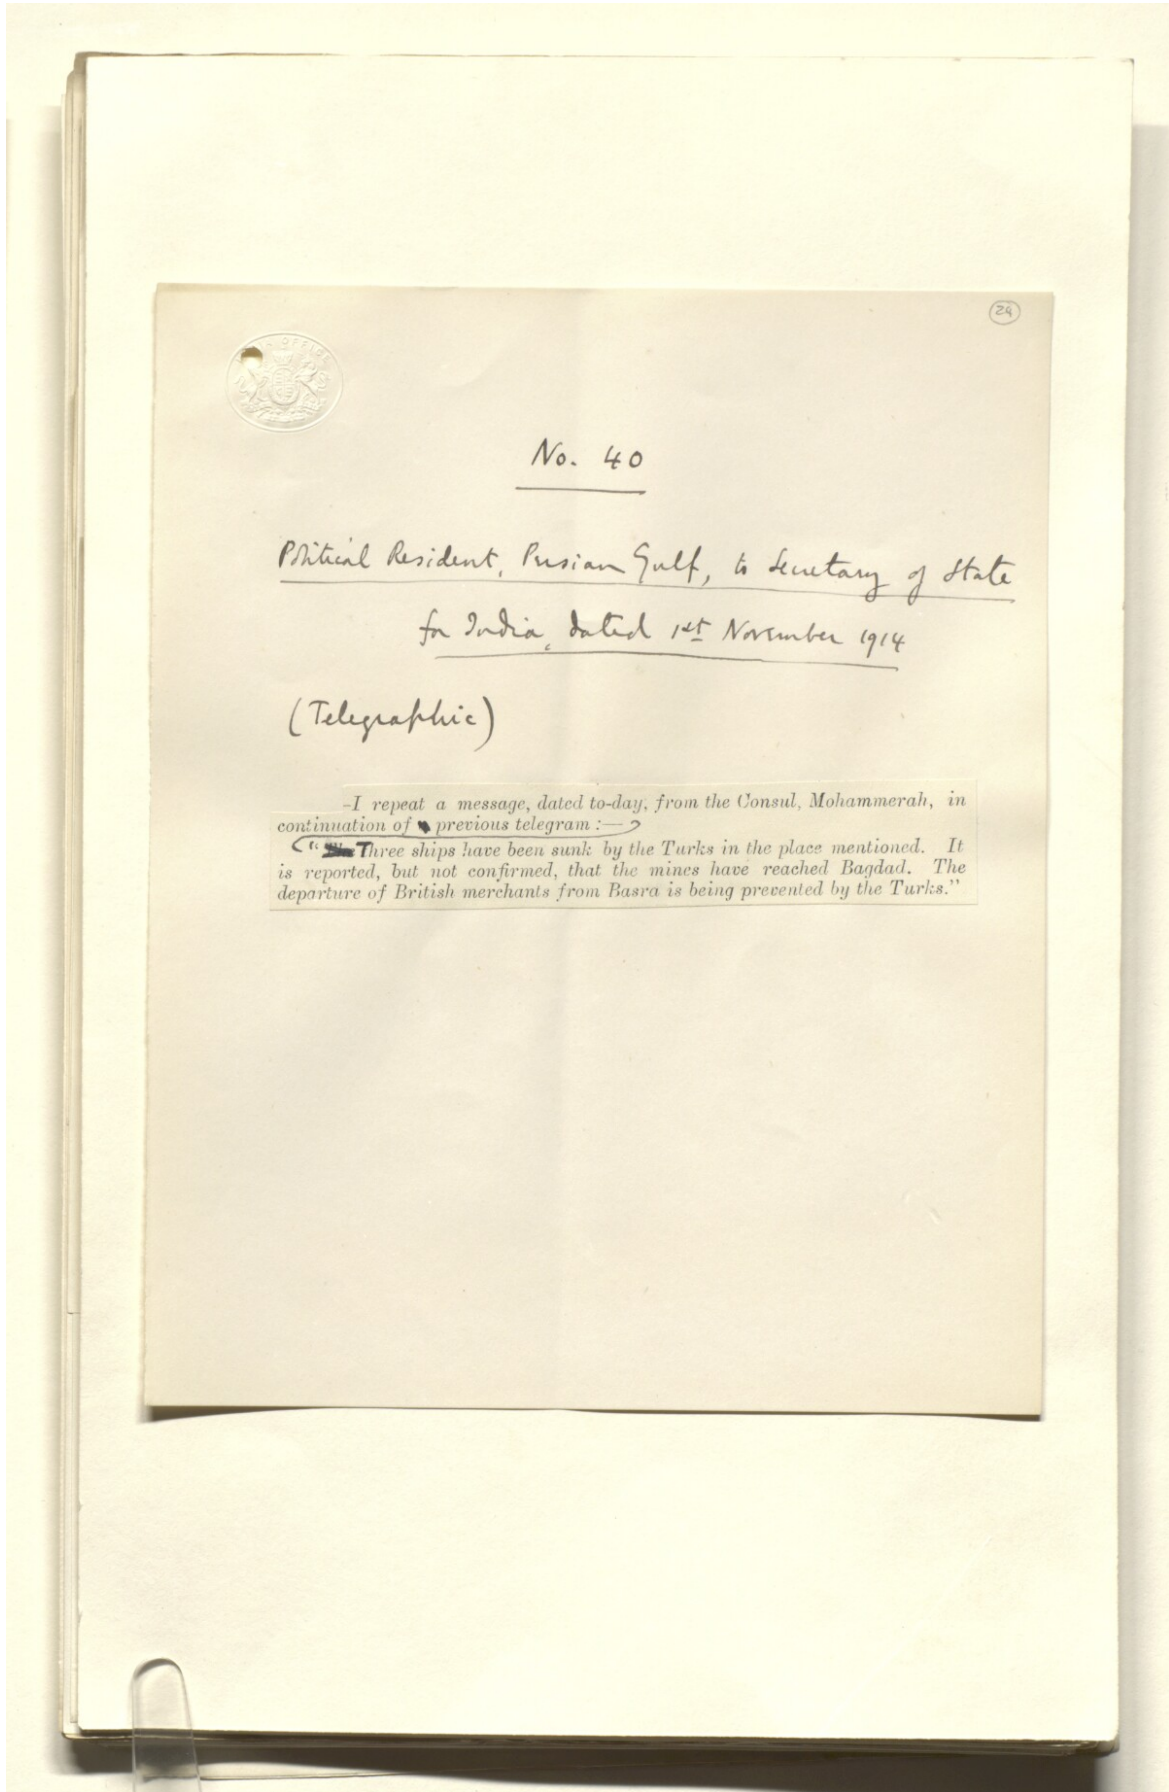 29
INDIA OFFICE
No. 40
Political Resident, Persian Gulf, to Secretary of State
for India, dated 1st November 1914
(Telegraphic)
-I repeat a message, dated to-day, from the Consul, Mohammerah, in
continuation of previous telegram :—
"Three ships have been sunk by the Turks in the place mentioned. It
is reported, but not confirmed, that the mines have reached Bagdad. The
departure of British merchants from Basra is being prevented by the Turks."